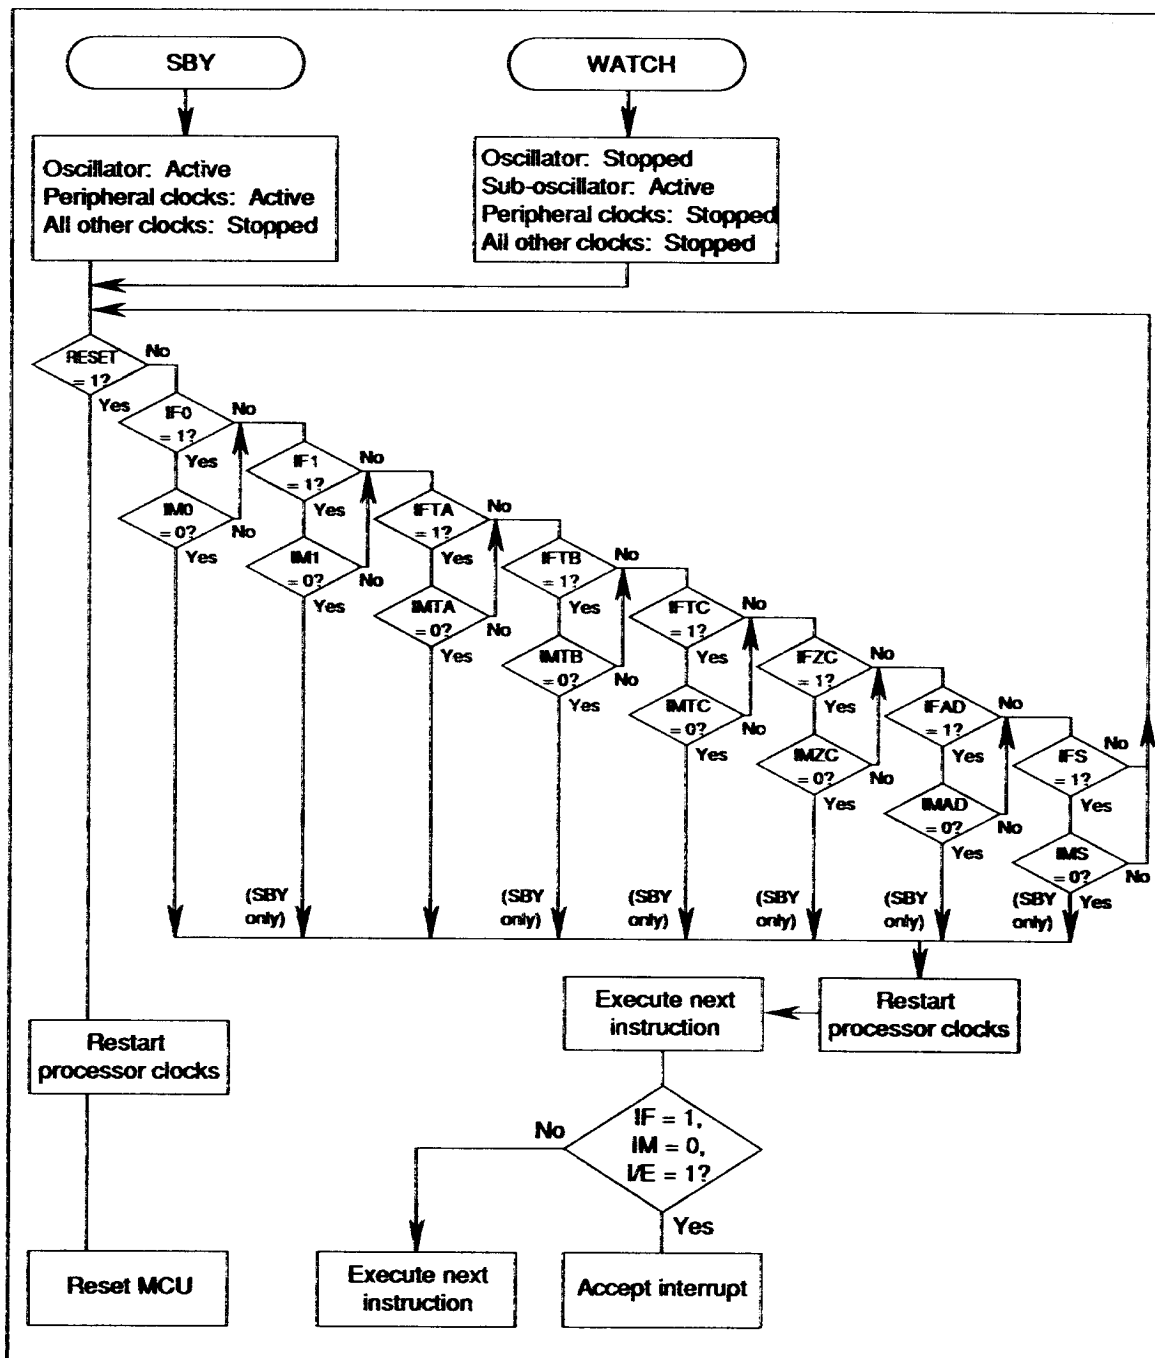 SBY
WATCH
Oscillator: Active
Peripheral clocks: Active
All other clocks: Stopped
Oscillator: Stopped
Sub-oscillator: Active
Peripheral clocks: Stopped
All other clocks: Stopped
RESET
= 1?
No
Yes
IF0
= 1?
No
Yes
IM0
= 0?
No
Yes
IF1
= 1?
No
Yes
IM1
= 0?
No
Yes
IFTA
= 1?
No
Yes
IMTA
= 0?
No
Yes
IFTB
= 1?
No
Yes
IMTB
= 0?
No
Yes
IFTC
= 1?
No
Yes
IMTC
= 0?
No
Yes
IFZC
= 1?
No
Yes
IMZC
= 0?
No
Yes
IFAD
= 1?
No
Yes
IMAD
= 0?
No
Yes
IFS
= 1?
No
Yes
IMS
= 0?
No
Yes
(SBY
only)
(SBY
only)
(SBY
only)
(SBY
only)
(SBY
only)
(SBY
only)
Execute next
instruction
Restart
processor clocks
Restart
processor clocks
IF = 1,
IM = 0,
I/E = 1?
No
Yes
Reset MCU
Execute next
instruction
Accept interrupt